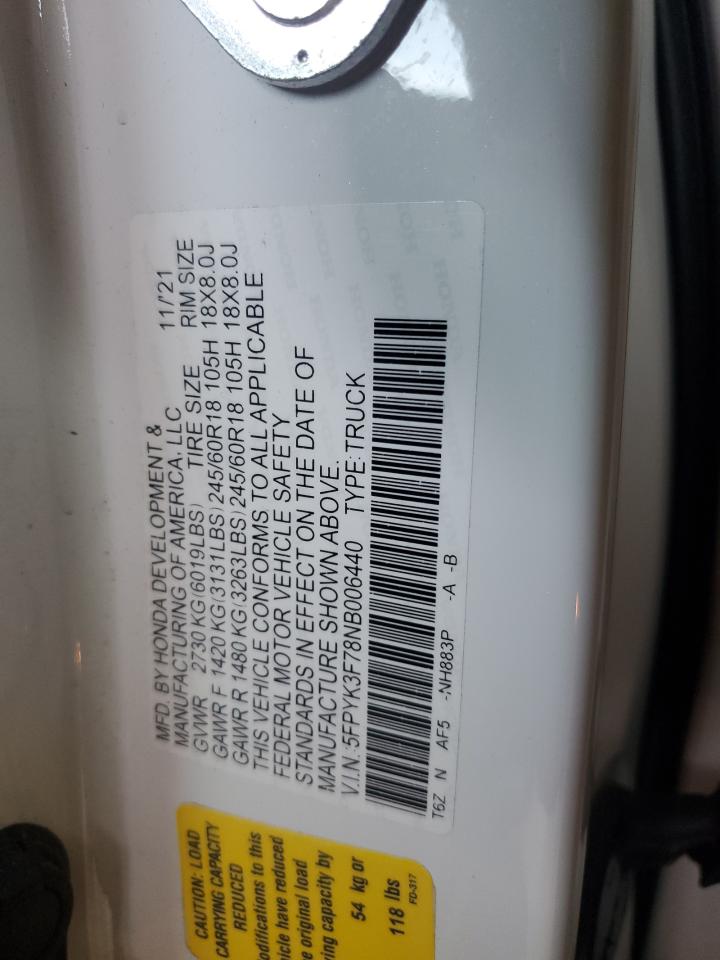 MFD. BY HONDA DEVELOPMENT &
MANUFACTURING OF AMERICA, LLC 11/'21
GVWR 2730 KG(6019LBS) TIRE SIZE RIM SIZE
GAWR F 1420 KG(3131LBS)245/60R18 105H 18X8.0J
GAWR R 1480 KG(3263LBS)245/60R18 105H 18X8.0J
THIS VEHICLE CONFORMS TO ALL APPLICABLE
FEDERAL MOTOR VEHICLE SAFETY
STANDARDS IN EFFECT ON THE DATE OF
MANUFACTURE SHOWN ABOVE.
V.I.N.:5FPYK3F78NB006440 TYPE:TRUCK
T6Z N AF5 -NH883P -A -B
CAUTION: LOAD
CARRYING CAPACITY
REDUCED
odifications to this
hicle have reduced
e original load
ring capacity by
54 kg or
118 lbs
FD-317